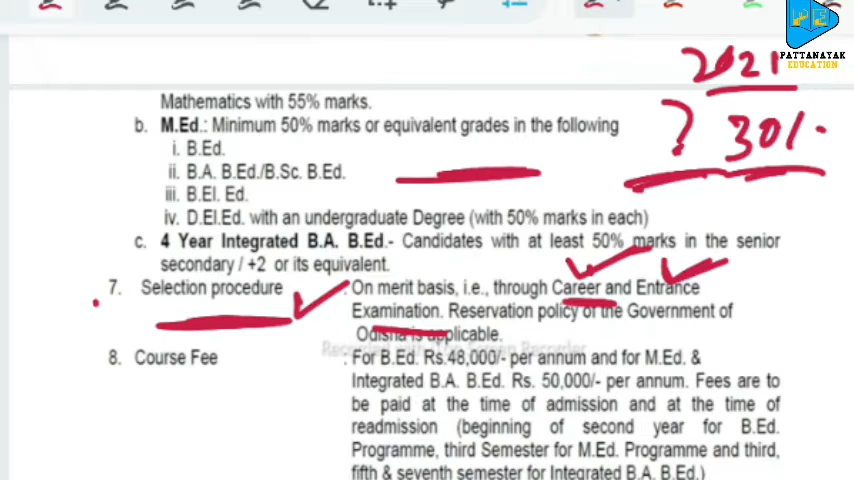 PATTANAYAK
EDUCATION
2021
? 30/.
Mathematics with 55% marks.
b. M.Ed.: Minimum 50% marks or equivalent grades in the following
i. B.Ed.
ii. B.A. B.Ed./B.Sc. B.Ed.
iii. B.El. Ed.
iv. D.El.Ed. with an undergraduate Degree (with 50% marks in each)
c. 4 Year Integrated B.A. B.Ed.- Candidates with at least 50% marks in the senior
secondary / +2 or its equivalent.
7. Selection procedure : On merit basis, i.e., through Career and Entrance
Examination. Reservation policy of the Government of
Odisha is applicable.
Recorded with Screen Recorder
8. Course Fee : For B.Ed. Rs.48,000/- per annum and for M.Ed. &
Integrated B.A. B.Ed. Rs. 50,000/- per annum. Fees are to
be paid at the time of admission and at the time of
readmission (beginning of second year for B.Ed.
Programme, third Semester for M.Ed. Programme and third,
fifth & seventh semester for Integrated B.A. B.Ed.)